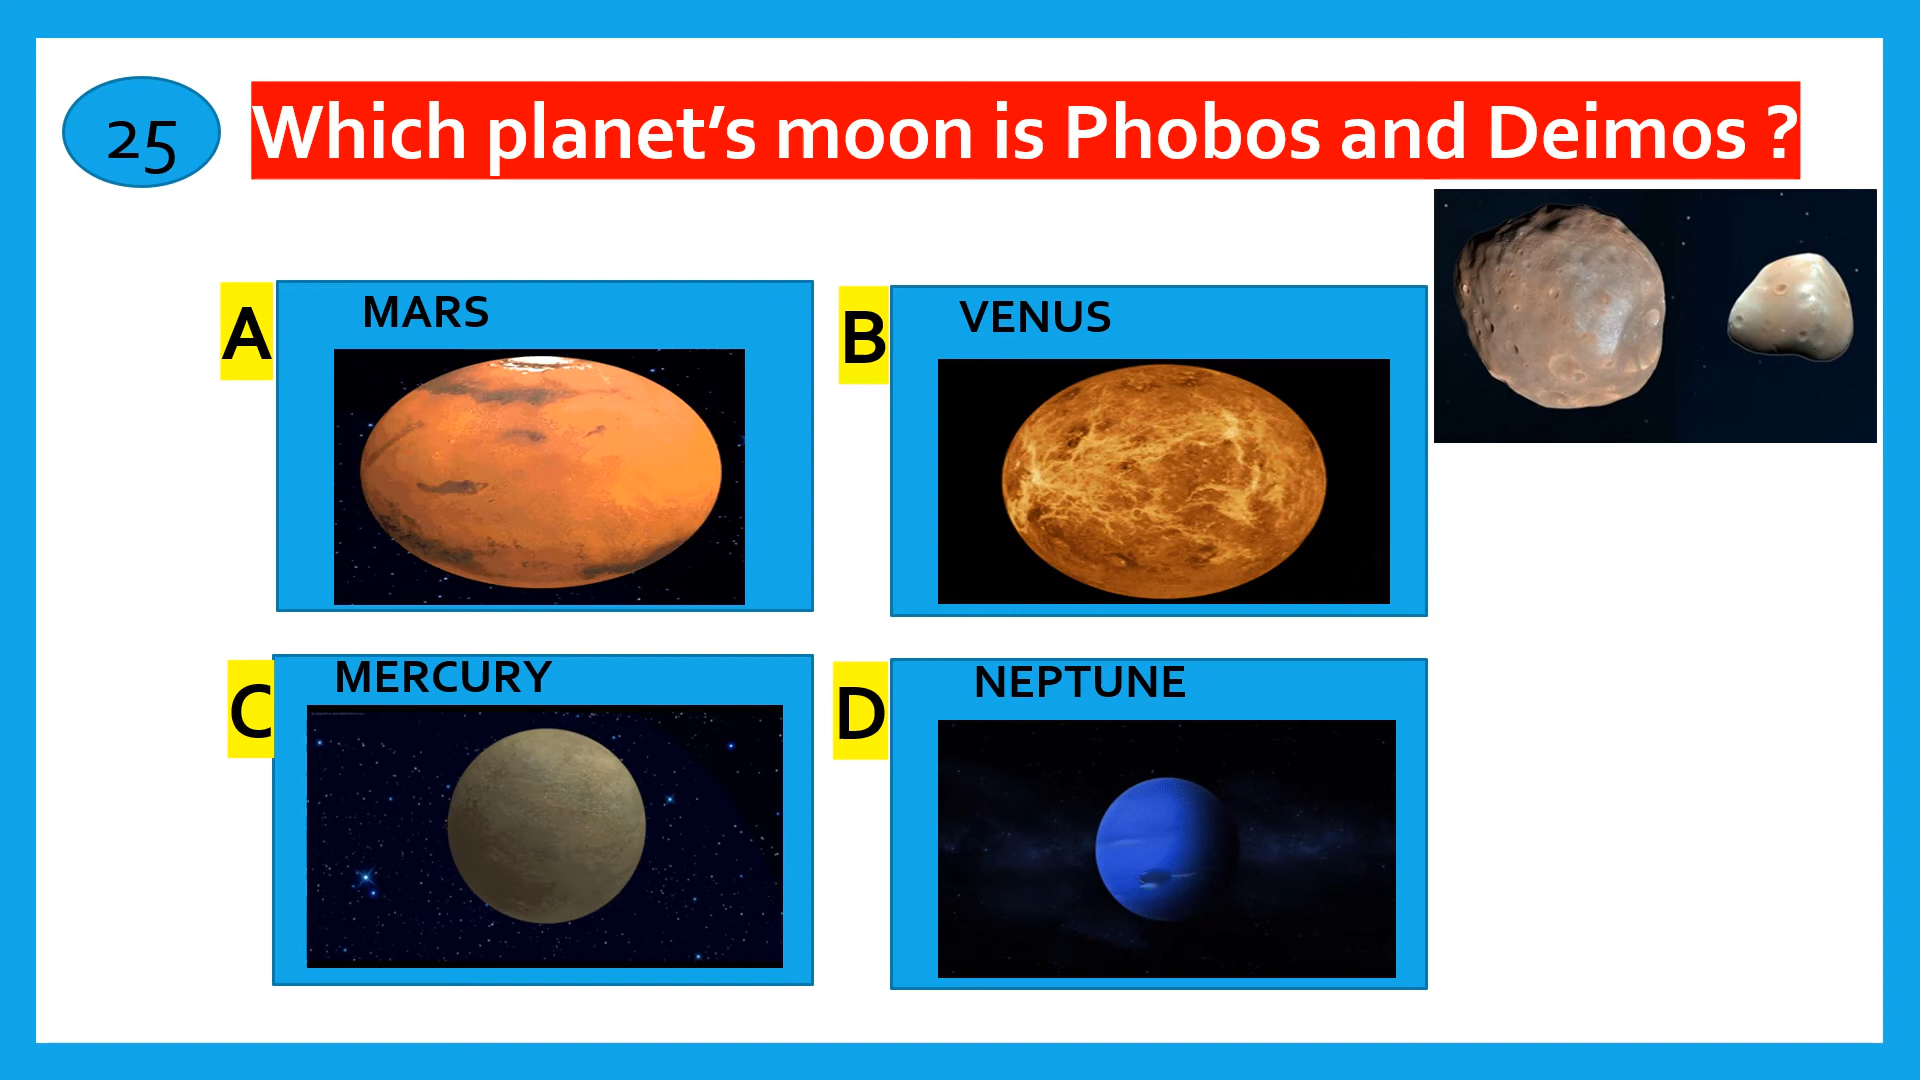 25
Which planet's moon is Phobos and Deimos ?
A
MARS
B
VENUS
C
MERCURY
D
NEPTUNE